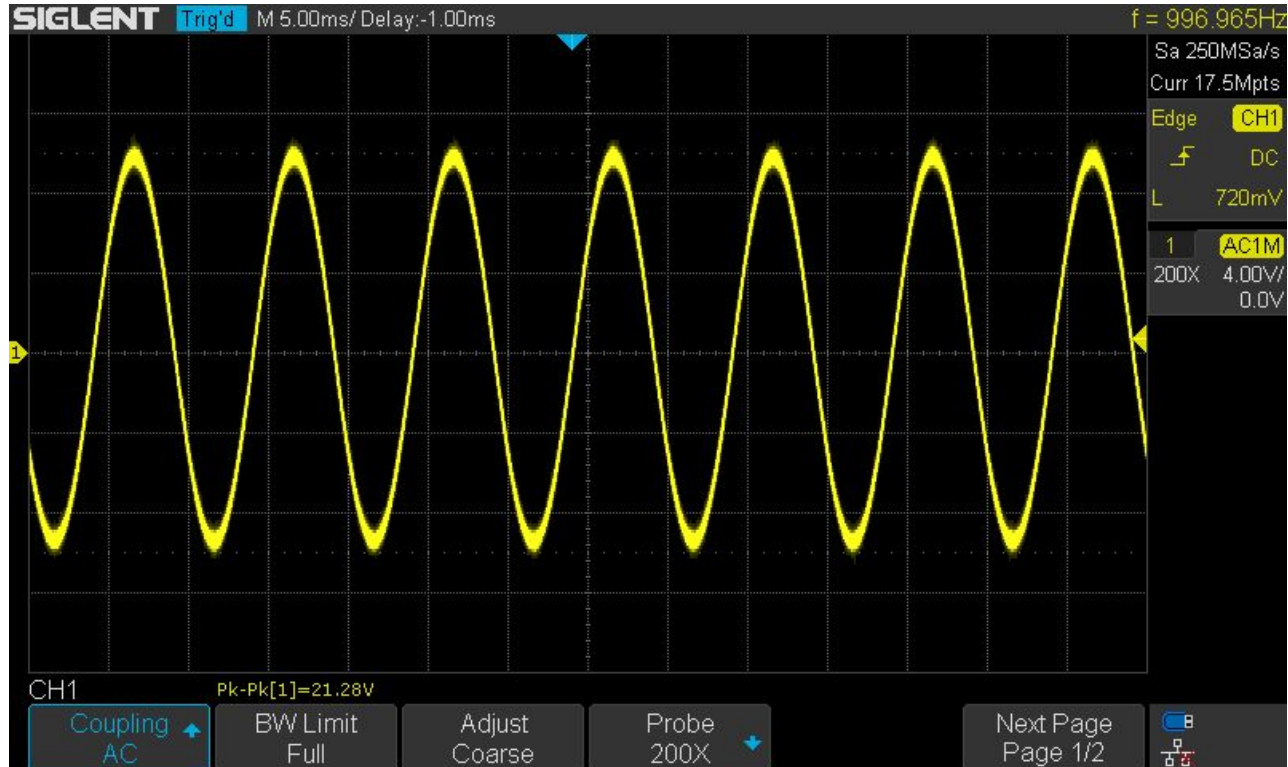 SIGLENT Trig'd M 5.00ms/ Delay:-1.00ms f = 996.965Hz
Sa 250MSa/s
Curr 17.5Mpts
Edge CH1
DC
L 720mV
1 AC1M
200X 4.00V/
0.0V
1
CH1 Pk-Pk[1]=21.28V
Coupling BW Limit Adjust Probe Next Page
AC Full Coarse 200X Page 1/2